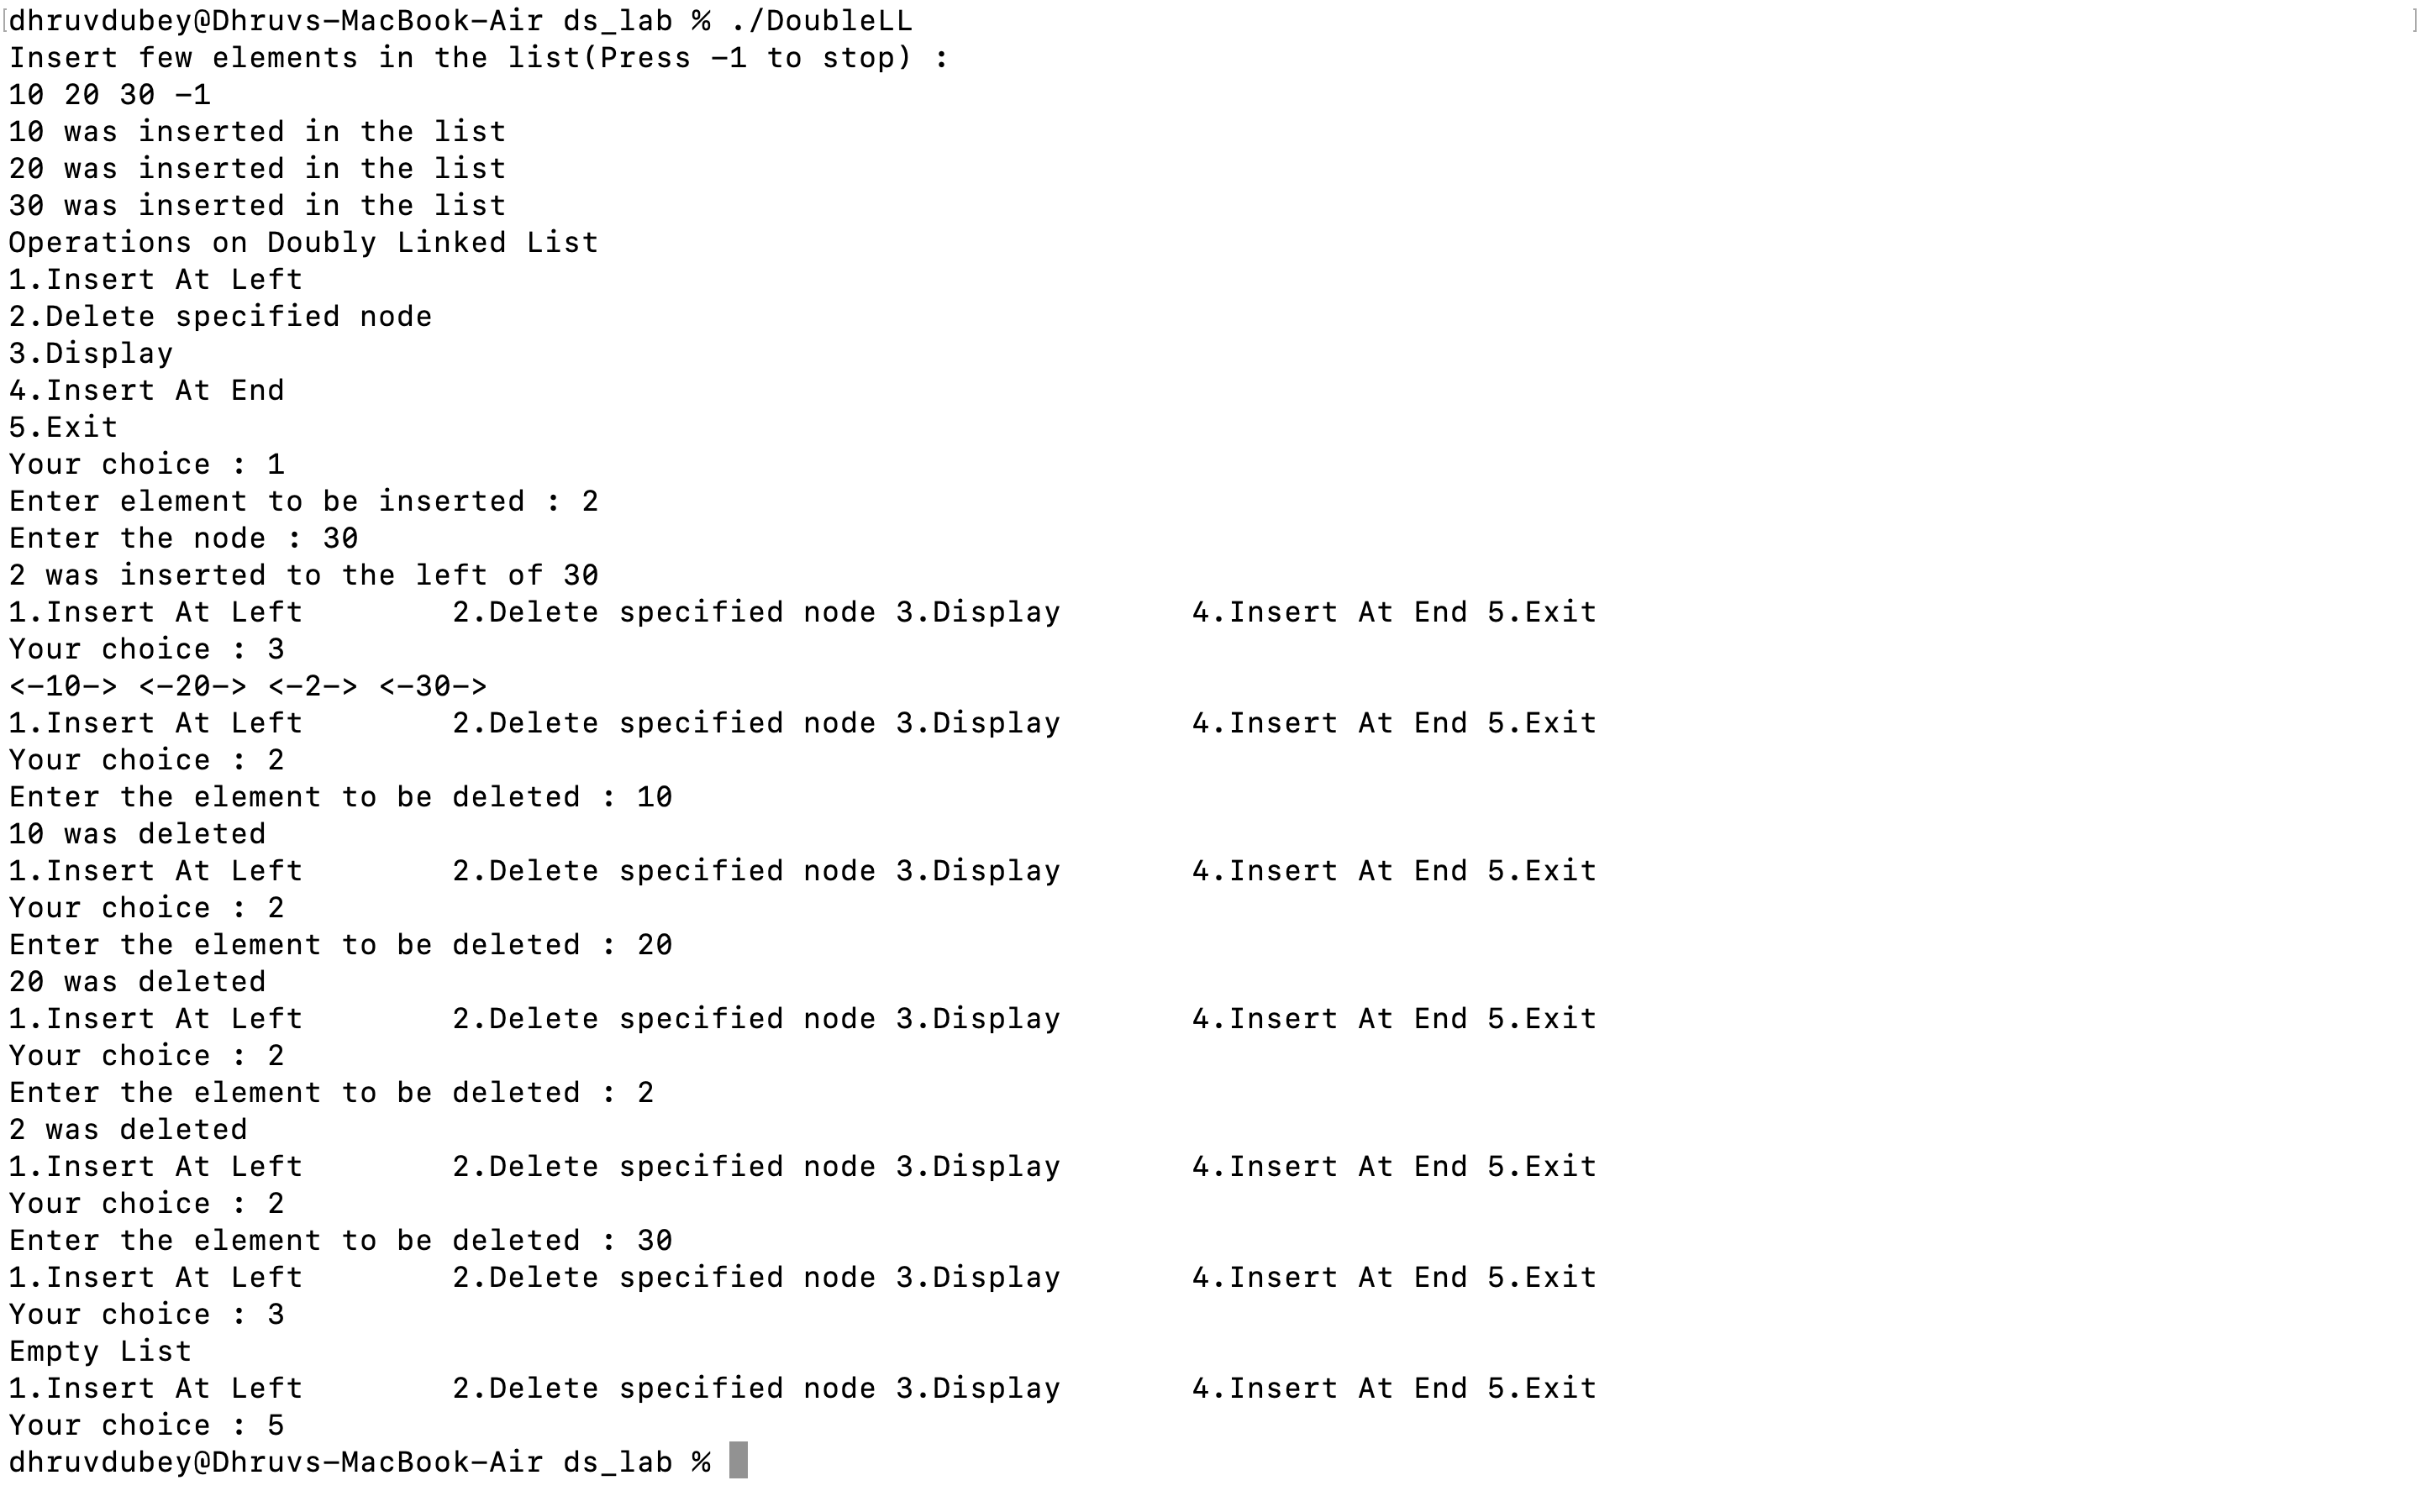 [dhruvdubey@Dhruvs-MacBook-Air ds_lab % ./DoubleLL ]
Insert few elements in the list(Press -1 to stop) :
10 20 30 -1
10 was inserted in the list
20 was inserted in the list
30 was inserted in the list
Operations on Doubly Linked List
1.Insert At Left
2.Delete specified node
3.Display
4.Insert At End
5.Exit
Your choice : 1
Enter element to be inserted : 2
Enter the node : 30
2 was inserted to the left of 30
1.Insert At Left        2.Delete specified node 3.Display       4.Insert At End 5.Exit
Your choice : 3
<-10-> <-20-> <-2-> <-30->
1.Insert At Left        2.Delete specified node 3.Display       4.Insert At End 5.Exit
Your choice : 2
Enter the element to be deleted : 10
10 was deleted
1.Insert At Left        2.Delete specified node 3.Display       4.Insert At End 5.Exit
Your choice : 2
Enter the element to be deleted : 20
20 was deleted
1.Insert At Left        2.Delete specified node 3.Display       4.Insert At End 5.Exit
Your choice : 2
Enter the element to be deleted : 2
2 was deleted
1.Insert At Left        2.Delete specified node 3.Display       4.Insert At End 5.Exit
Your choice : 2
Enter the element to be deleted : 30
1.Insert At Left        2.Delete specified node 3.Display       4.Insert At End 5.Exit
Your choice : 3
Empty List
1.Insert At Left        2.Delete specified node 3.Display       4.Insert At End 5.Exit
Your choice : 5
dhruvdubey@Dhruvs-MacBook-Air ds_lab %